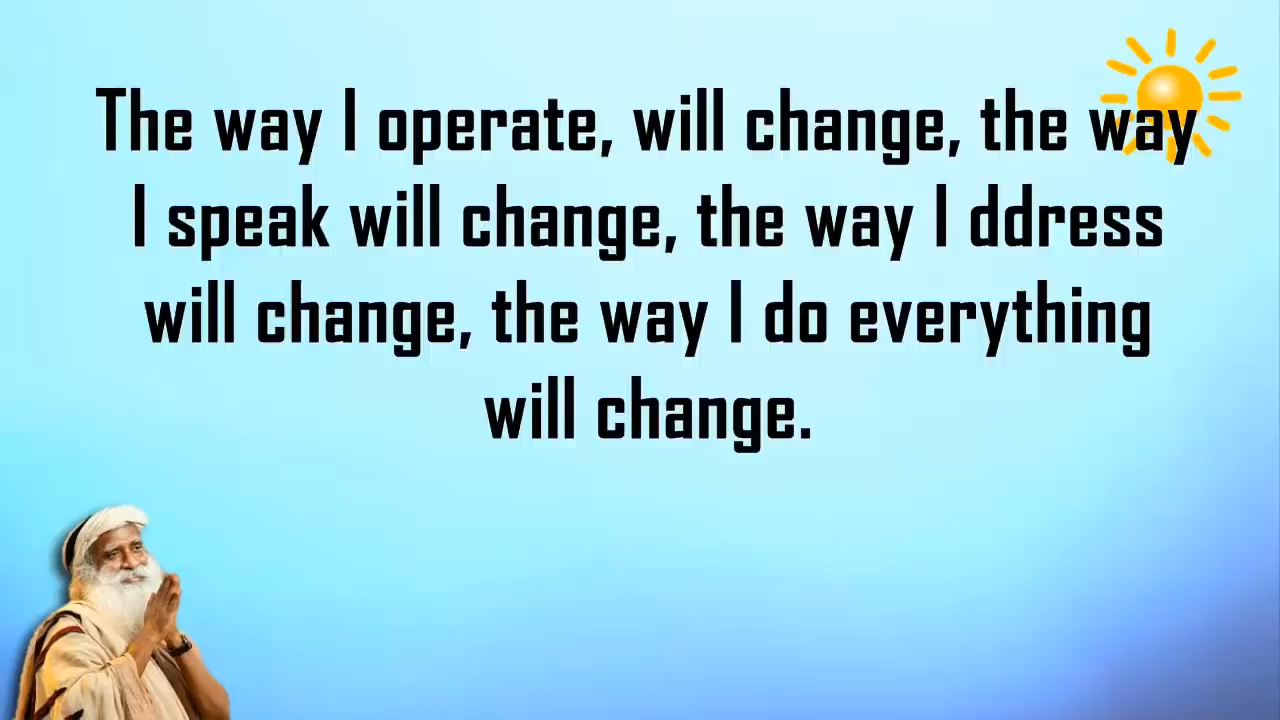 The way I operate, will change, the way
I speak will change, the way I ddress
will change, the way I do everything
will change.